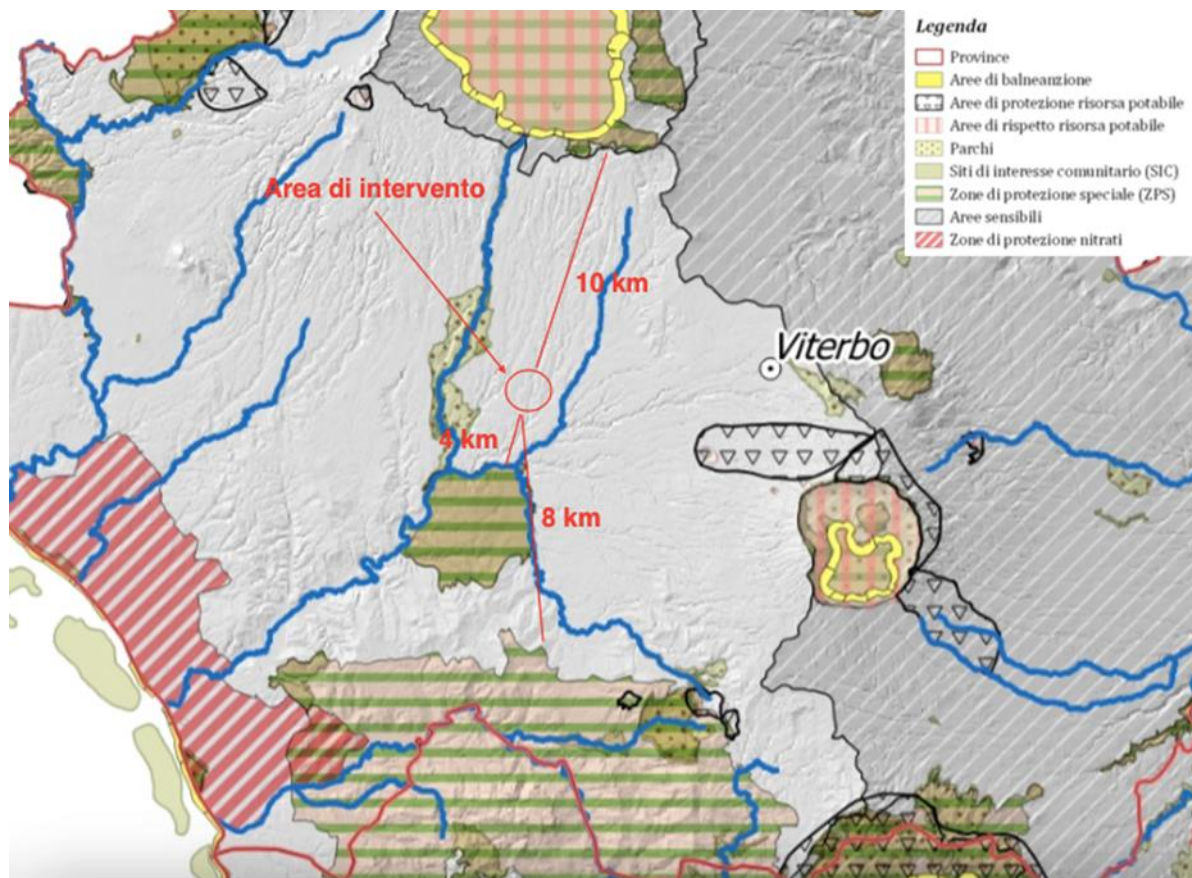 Legenda
Province
Aree di balneanzione
Aree di protezione risorsa potabile
Aree di rispetto risorsa potabile
Parchi
Siti di interesse comunitario (SIC)
Zone di protezione speciale (ZPS)
Aree sensibili
Zone di protezione nitrati
Area di intervento
10 km
Viterbo
4 km
8 km